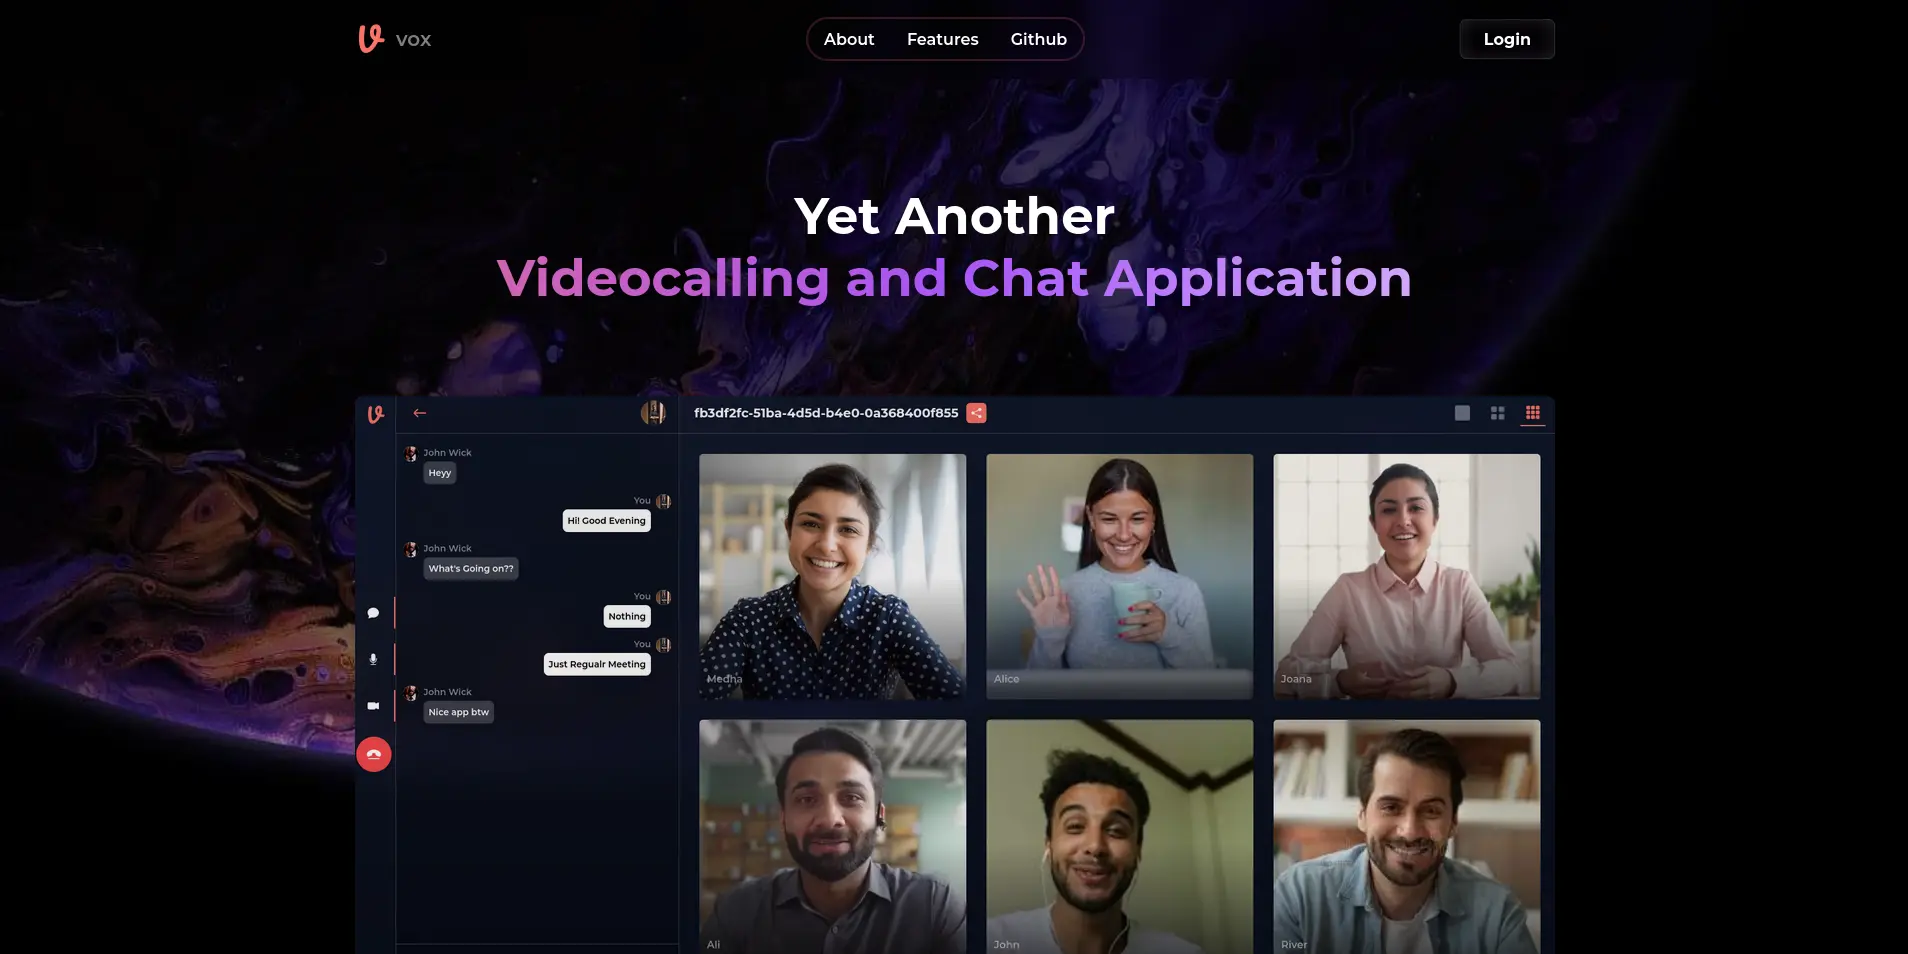 vox
About Features Github
Login
Yet Another
Videocalling and Chat Application
fb3df2fc-51ba-4d5d-b4e0-0a368400f855
John Wick
Heyy
You
Hi! Good Evening
John Wick
What's Going on??
You
Nothing
You
Just Regualr Meeting
John Wick
Nice app btw
Medha
Alice
Joana
Ali
John
River